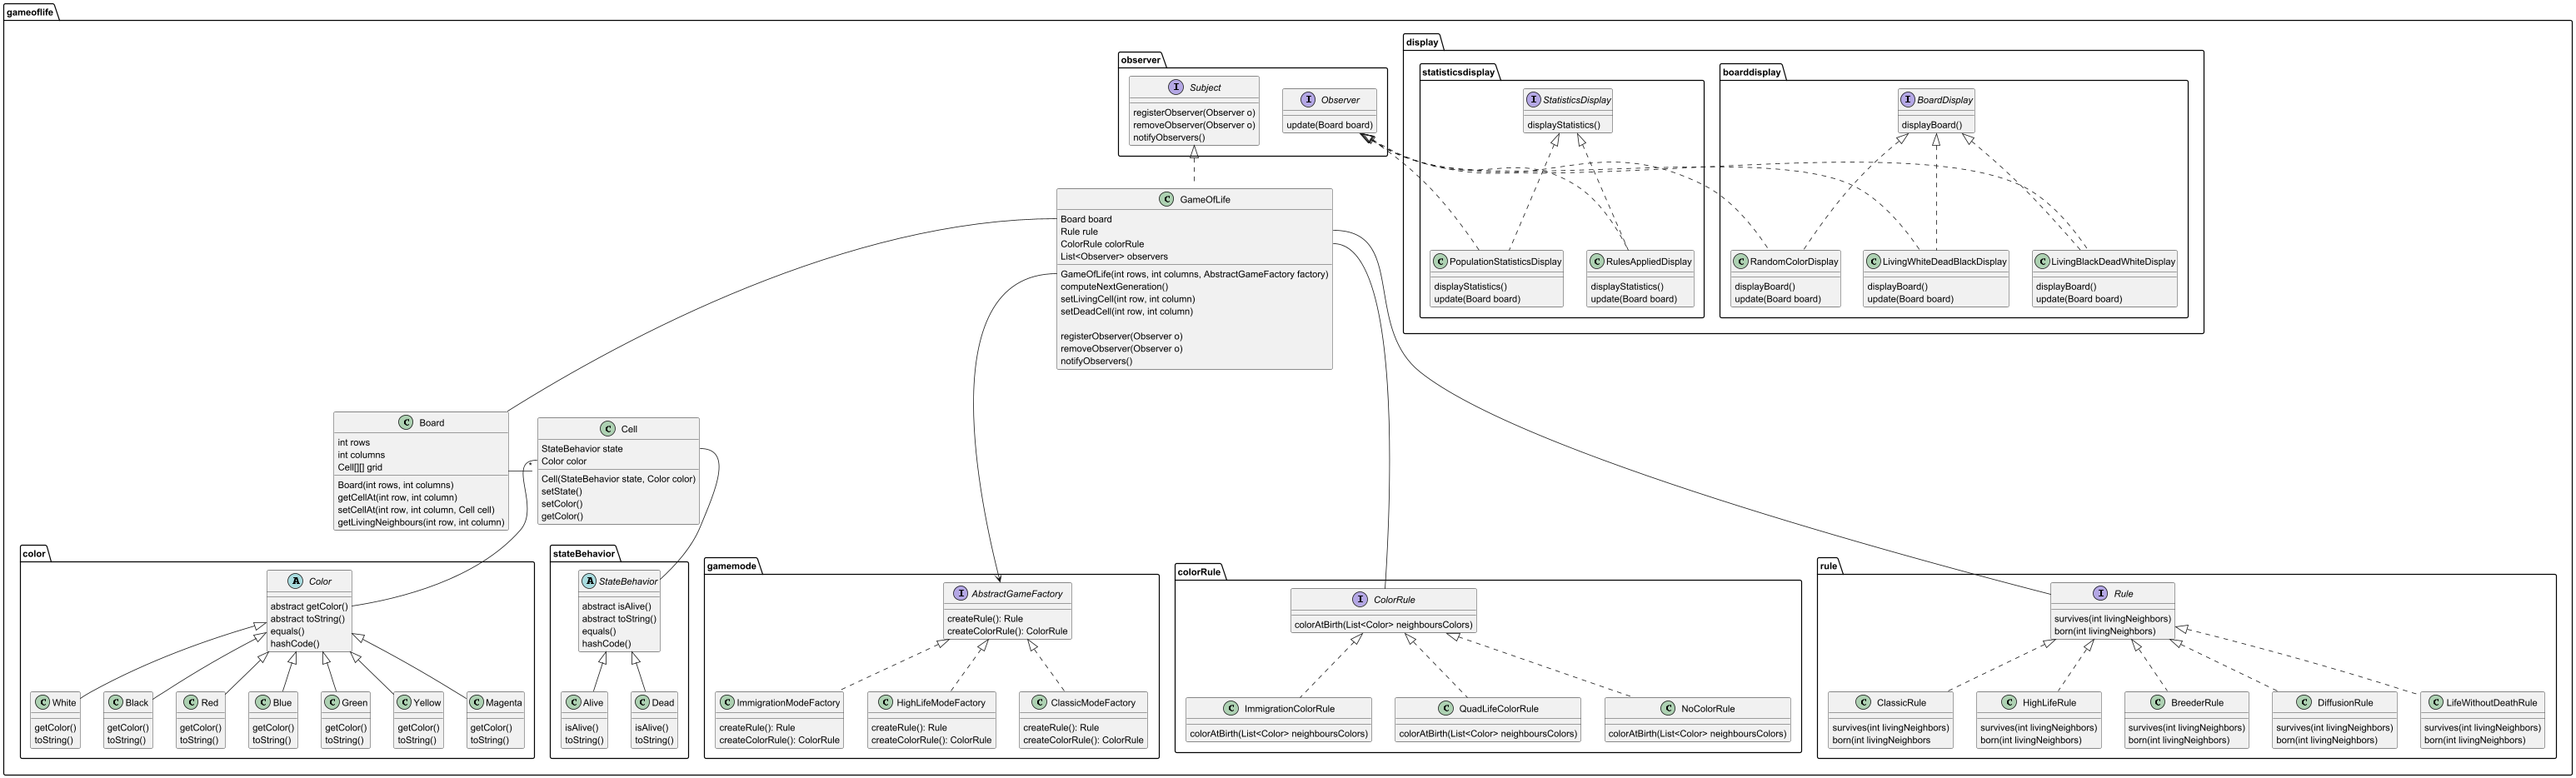 gameoflife
observer
Subject
registerObserver(Observer o)
removeObserver(Observer o)
notifyObservers()
Observer
update(Board board)
display
statisticsdisplay
StatisticsDisplay
displayStatistics()
PopulationStatisticsDisplay
displayStatistics()
update(Board board)
RulesAppliedDisplay
displayStatistics()
update(Board board)
boarddisplay
BoardDisplay
displayBoard()
RandomColorDisplay
displayBoard()
update(Board board)
LivingWhiteDeadBlackDisplay
displayBoard()
update(Board board)
LivingBlackDeadWhiteDisplay
displayBoard()
update(Board board)
GameOfLife
Board board
Rule rule
ColorRule colorRule
List<Observer> observers
GameOfLife(int rows, int columns, AbstractGameFactory factory)
computeNextGeneration()
setLivingCell(int row, int column)
setDeadCell(int row, int column)
registerObserver(Observer o)
removeObserver(Observer o)
notifyObservers()
Board
int rows
int columns
Cell[][] grid
Board(int rows, int columns)
getCellAt(int row, int column)
setCellAt(int row, int column, Cell cell)
getLivingNeighbours(int row, int column)
*
Cell
StateBehavior state
Color color
Cell(StateBehavior state, Color color)
setState()
setColor()
getColor()
color
Color
abstract getColor()
abstract toString()
equals()
hashCode()
White
getColor()
toString()
Black
getColor()
toString()
Red
getColor()
toString()
Blue
getColor()
toString()
Green
getColor()
toString()
Yellow
getColor()
toString()
Magenta
getColor()
toString()
stateBehavior
StateBehavior
abstract isAlive()
abstract toString()
equals()
hashCode()
Alive
isAlive()
toString()
Dead
isAlive()
toString()
gamemode
AbstractGameFactory
createRule(): Rule
createColorRule(): ColorRule
ImmigrationModeFactory
createRule(): Rule
createColorRule(): ColorRule
HighLifeModeFactory
createRule(): Rule
createColorRule(): ColorRule
ClassicModeFactory
createRule(): Rule
createColorRule(): ColorRule
colorRule
ColorRule
colorAtBirth(List<Color> neighboursColors)
ImmigrationColorRule
colorAtBirth(List<Color> neighboursColors)
QuadLifeColorRule
colorAtBirth(List<Color> neighboursColors)
NoColorRule
colorAtBirth(List<Color> neighboursColors)
rule
Rule
survives(int livingNeighbors)
born(int livingNeighbors)
ClassicRule
survives(int livingNeighbors)
born(int livingNeighbors
HighLifeRule
survives(int livingNeighbors)
born(int livingNeighbors)
BreederRule
survives(int livingNeighbors)
born(int livingNeighbors)
DiffusionRule
survives(int livingNeighbors)
born(int livingNeighbors)
LifeWithoutDeathRule
survives(int livingNeighbors)
born(int livingNeighbors)